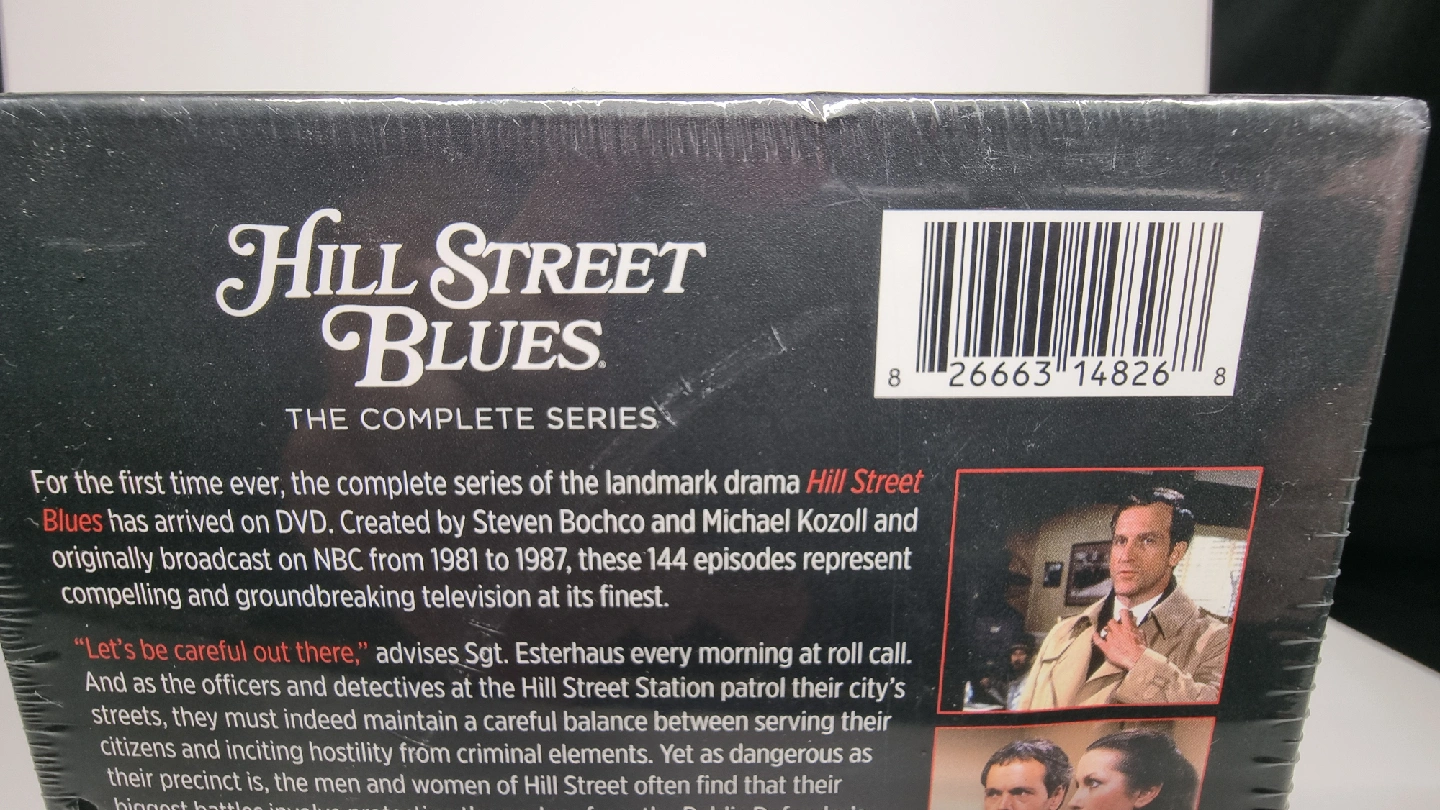 HILL STREET
BLUES
THE COMPLETE SERIES
8 26663 14826 8
For the first time ever, the complete series of the landmark drama Hill Street
Blues has arrived on DVD. Created by Steven Bochco and Michael Kozoll and
originally broadcast on NBC from 1981 to 1987, these 144 episodes represent
compelling and groundbreaking television at its finest.
“Let's be careful out there,” advises Sgt. Esterhaus every morning at roll call.
And as the officers and detectives at the Hill Street Station patrol their city's
streets, they must indeed maintain a careful balance between serving their
citizens and inciting hostility from criminal elements. Yet as dangerous as
their precinct is, the men and women of Hill Street often find that their
biggest battles involve